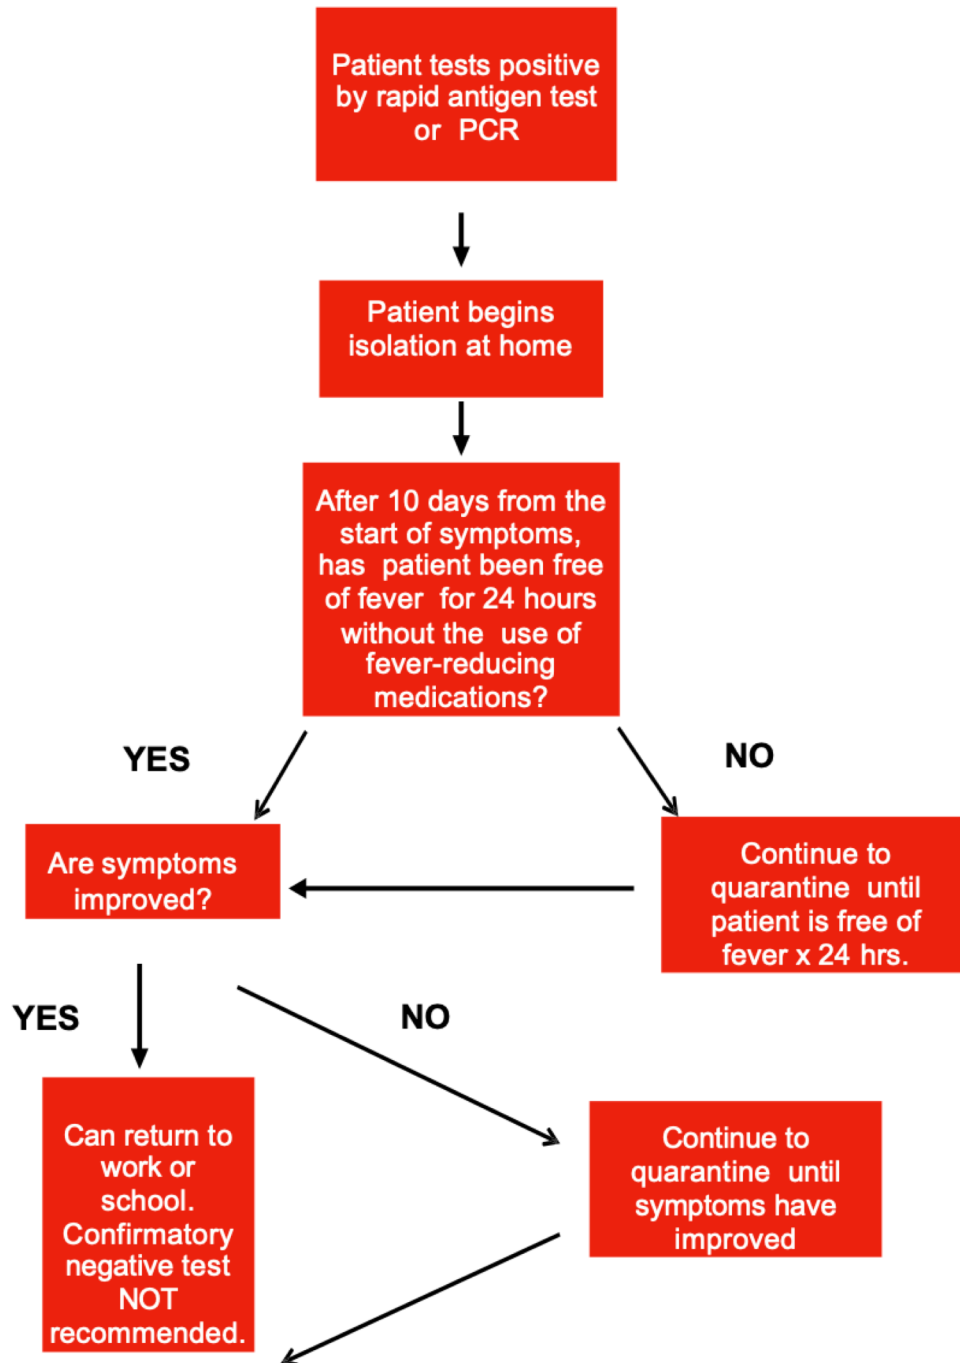 Patient tests positive
by rapid antigen test
or PCR
Patient begins
isolation at home
After 10 days from the
start of symptoms,
has patient been free
of fever for 24 hours
without the use of
fever-reducing
medications?
YES
NO
Are symptoms
improved?
Continue to
quarantine until
patient is free of
fever x 24 hrs.
YES
NO
Can return to
work or
school.
Confirmatory
negative test
NOT
recommended.
Continue to
quarantine until
symptoms have
improved